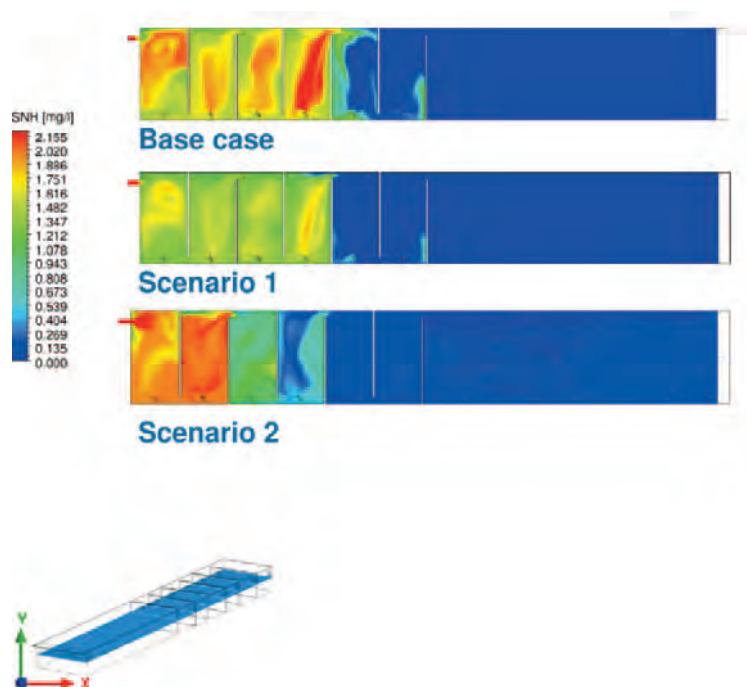 Base case
SNH [mg/l]
2.155
2.020
1.886
1.751
1.616
1.482
1.347
1.212
1.078
0.943
0.808
0.673
0.539
0.404
0.269
0.135
0.000
Scenario 1
Scenario 2
Y
X